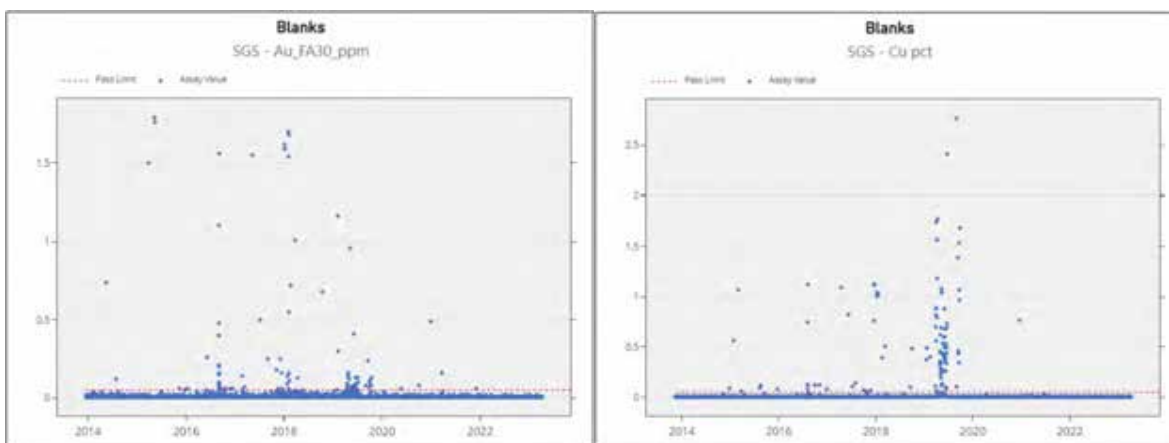 Blanks
SGS - Au_FA30_ppm
Pass Limit Assay Value
1.5
1
0.5
0
2014 2016 2018 2020 2022
Blanks
SGS - Cu pct
Pass Limit Assay Value
2.5
2
1.5
1
0.5
0
2014 2016 2018 2020 2022